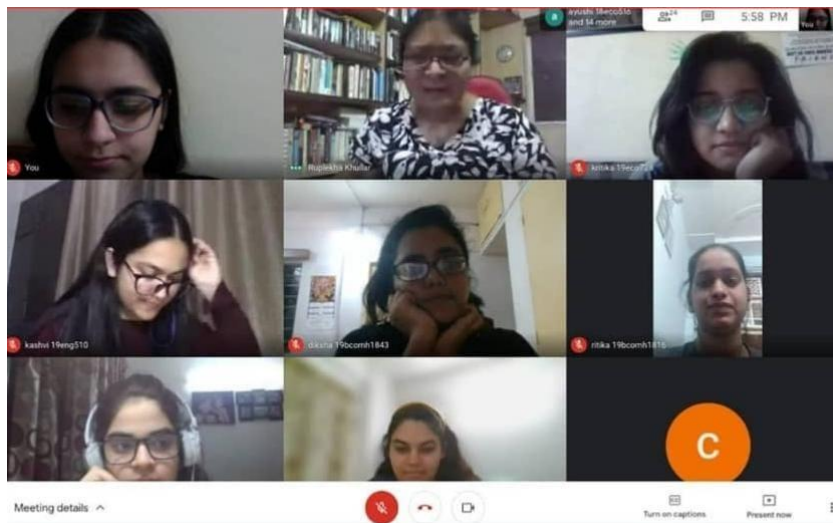 ayushi 18eco516
and 14 more
24
5:58 PM
You
You
Ruplekha Khullar
kritika 19eco724
kashvi 19eng510
diksha 19bcomh1843
ritika 19bcomh1816
C
Meeting details
Turn on captions
Present now